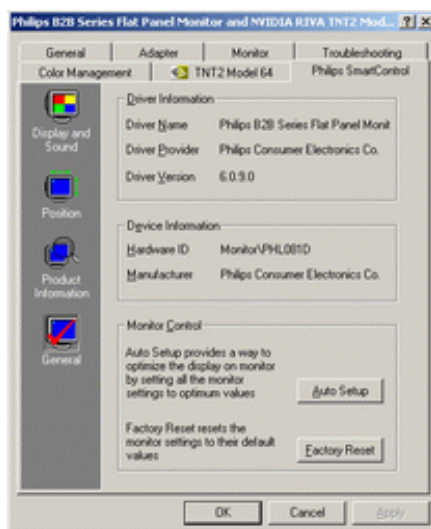 Philips B2B Series Flat Panel Monitor and NVIDIA RIVA TNT2 Mod...
General Adapter Monitor Troubleshooting
Color Management TNT2 Model 64 Philips SmartControl
Display and
Sound
Position
Product
Information
General
Driver Information
Driver Name Philips B2B Series Flat Panel Monit
Driver Provider Philips Consumer Electronics Co.
Driver Version 6.0.9.0
Device Information
Hardware ID Monitor\PHL081D
Manufacturer Philips Consumer Electronics Co.
Monitor Control
Auto Setup provides a way to
optimize the display on monitor
by setting all the monitor
settings to optimum values
Auto Setup
Factory Reset resets the
monitor settings to their default
values
Factory Reset
OK Cancel Apply